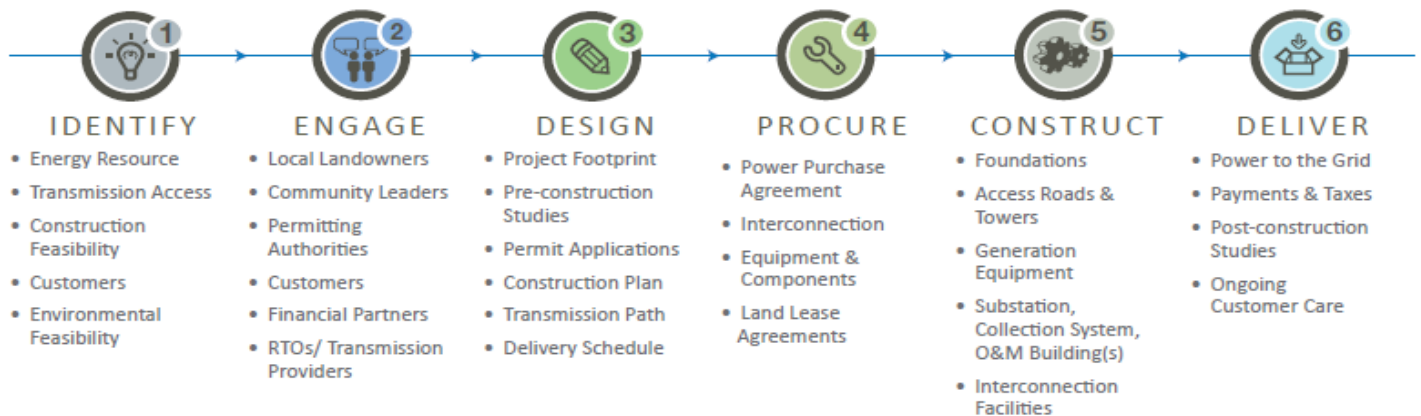 1
IDENTIFY
• Energy Resource
• Transmission Access
• Construction
Feasibility
• Customers
• Environmental
Feasibility
2
ENGAGE
• Local Landowners
• Community Leaders
• Permitting
Authorities
• Customers
• Financial Partners
• RTOs/ Transmission
Providers
3
DESIGN
• Project Footprint
• Pre-construction
Studies
• Permit Applications
• Construction Plan
• Transmission Path
• Delivery Schedule
4
PROCURE
• Power Purchase
Agreement
• Interconnection
• Equipment &
Components
• Land Lease
Agreements
5
CONSTRUCT
• Foundations
• Access Roads &
Towers
• Generation
Equipment
• Substation,
Collection System,
O&M Building(s)
• Interconnection
Facilities
6
DELIVER
• Power to the Grid
• Payments & Taxes
• Post-construction
Studies
• Ongoing
Customer Care